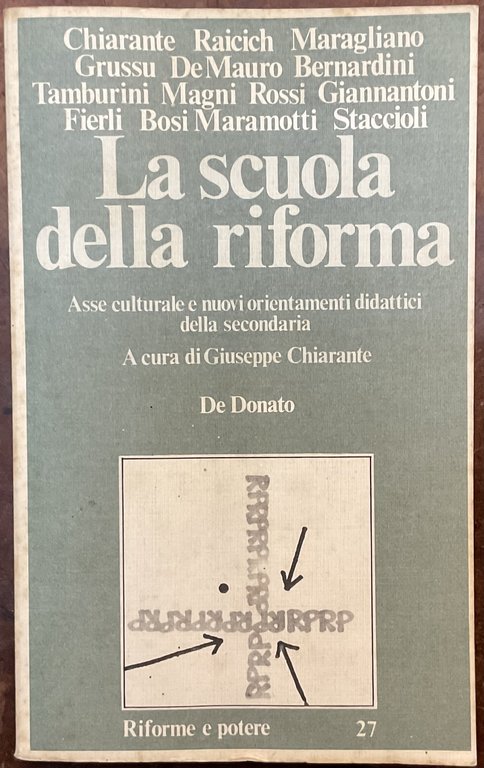 Chiarante Raicich Maragliano
Grussu De Mauro Bernardini
Tamburini Magni Rossi Giannantoni
Fierli Bosi Maramotti Staccioli
La scuola
della riforma
Asse culturale e nuovi orientamenti didattici
della secondaria
A cura di Giuseppe Chiarante
De Donato
Riforme e potere 27